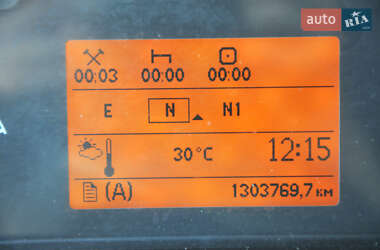 auto RIA
00:03 00:00 00:00
E N N1
30°C 12:15
(A) 1303769,7 км